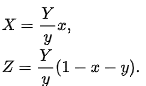 X = \frac{Y}{y}x,
Z = \frac{Y}{y}(1 - x - y).